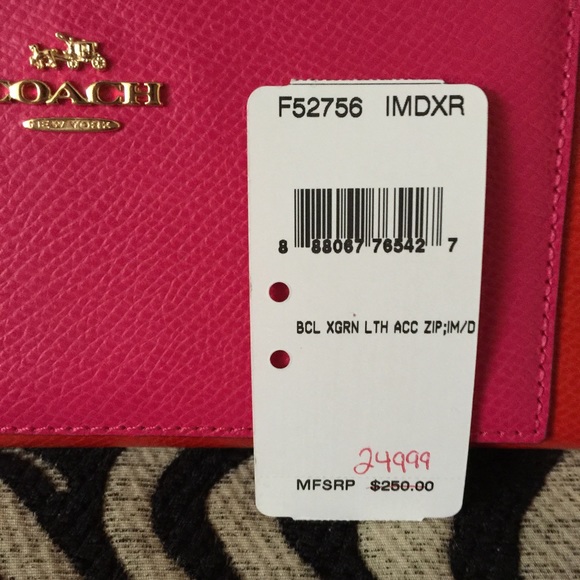 COACH
NEW YORK
F52756 IMDXR
8 88067 76542 7
BCL XGRN LTH ACC ZIP;IM/D
24999
MFSRP $250.00